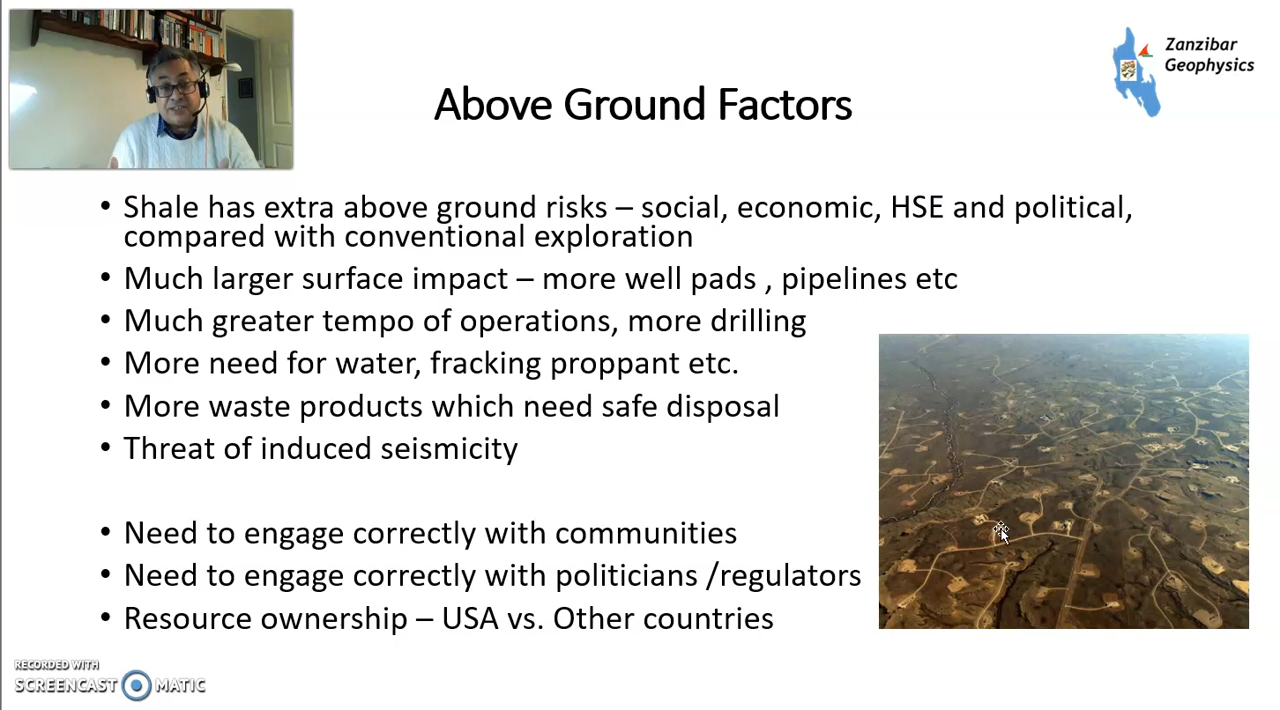 Zanzibar
Geophysics
Above Ground Factors
• Shale has extra above ground risks – social, economic, HSE and political,
compared with conventional exploration
• Much larger surface impact – more well pads , pipelines etc
• Much greater tempo of operations, more drilling
• More need for water, fracking proppant etc.
• More waste products which need safe disposal
• Threat of induced seismicity
• Need to engage correctly with communities
• Need to engage correctly with politicians /regulators
• Resource ownership – USA vs. Other countries
RECORDED WITH
SCREENCAST MATIC